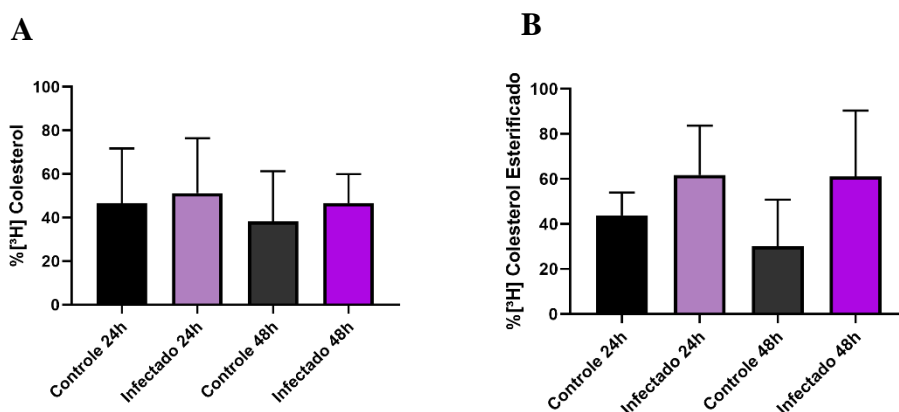 A
%[³H] Colesterol
100
80
60
40
20
0
Controle 24h
Infectado 24h
Controle 48h
Infectado 48h
B
%[³H] Colesterol Esterificado
100
80
60
40
20
0
Controle 24h
Infectado 24h
Controle 48h
Infectado 48h